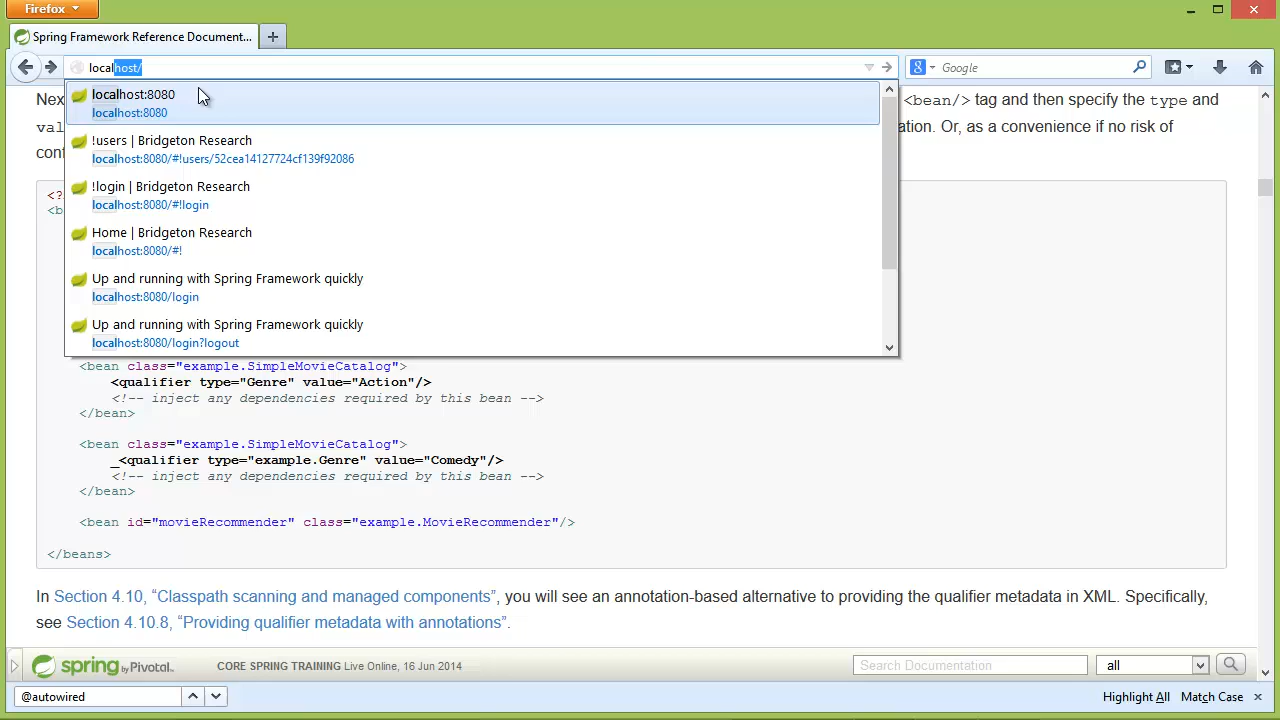 Firefox
Spring Framework Reference Document...
localhost/
Google
localhost:8080
localhost:8080
!users | Bridgeton Research
localhost:8080/#!users/52cea14127724cf139f92086
!login | Bridgeton Research
localhost:8080/#!login
Home | Bridgeton Research
localhost:8080/#!
Up and running with Spring Framework quickly
localhost:8080/login
Up and running with Spring Framework quickly
localhost:8080/login?logout
Nex
<bean/> tag and then specify the type and
val
ation. Or, as a convenience if no risk of
conf
<?
<b
<bean class="example.SimpleMovieCatalog">
<qualifier type="Genre" value="Action"/>
<!-- inject any dependencies required by this bean -->
</bean>
<bean class="example.SimpleMovieCatalog">
_<qualifier type="example.Genre" value="Comedy"/>
<!-- inject any dependencies required by this bean -->
</bean>
<bean id="movieRecommender" class="example.MovieRecommender"/>
</beans>
In Section 4.10, “Classpath scanning and managed components”, you will see an annotation-based alternative to providing the qualifier metadata in XML. Specifically,
see Section 4.10.8, “Providing qualifier metadata with annotations”.
spring by Pivotal™
CORE SPRING TRAINING Live Online, 16 Jun 2014
Search Documentation
all
@autowired
Highlight All
Match Case